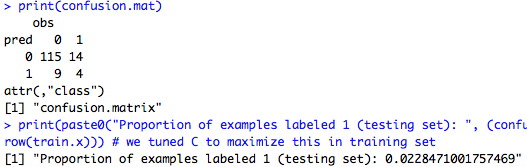 > print(confusion.mat)
obs
pred 0 1
0 115 14
1 9 4
attr(,"class")
[1] "confusion.matrix"
> print(paste0("Proportion of examples labeled 1 (testing set): ", (confu
row(train.x))) # we tuned C to maximize this in training set
[1] "Proportion of examples labeled 1 (testing set): 0.0228471001757469"